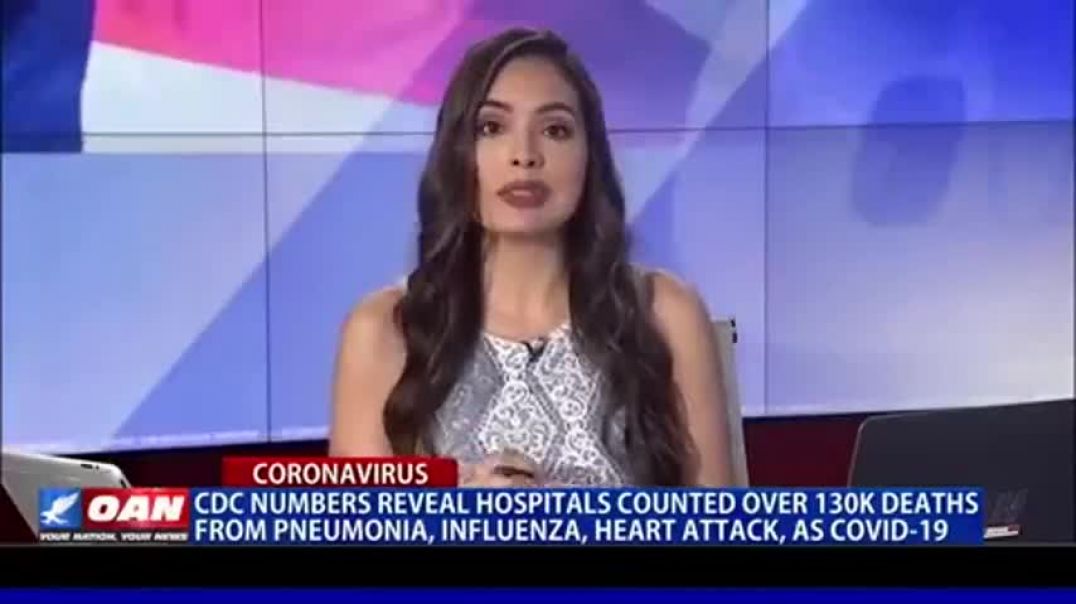 CORONAVIRUS
OAN
YOUR NATION. YOUR NEWS.
CDC NUMBERS REVEAL HOSPITALS COUNTED OVER 130K DEATHS
FROM PNEUMONIA, INFLUENZA, HEART ATTACK, AS COVID-19